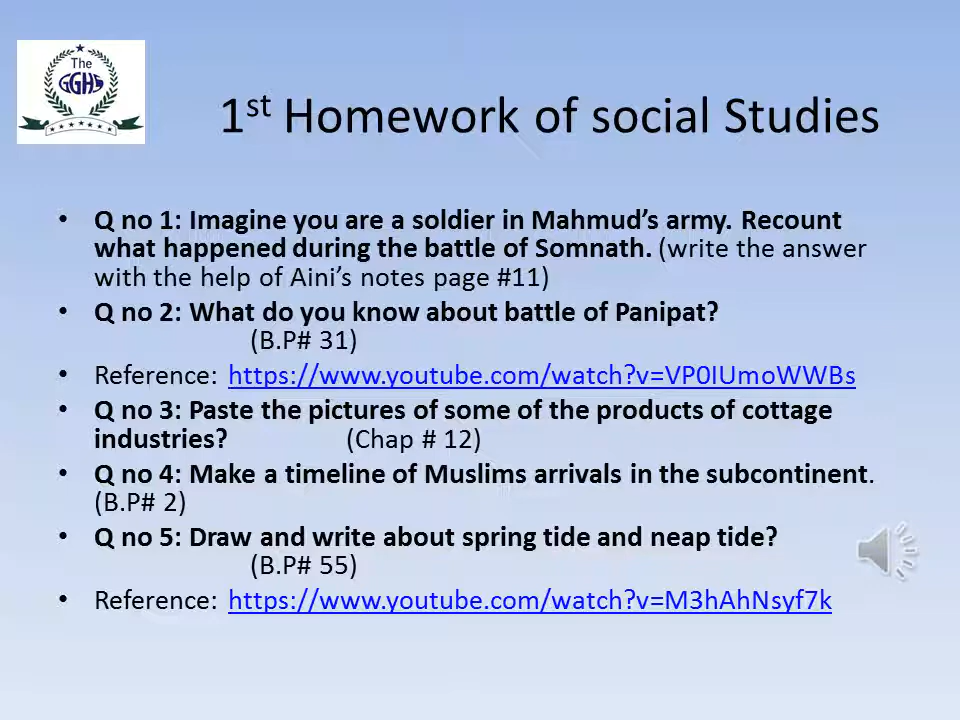 The
GGHS
1st Homework of social Studies
• Q no 1: Imagine you are a soldier in Mahmud's army. Recount
what happened during the battle of Somnath. (write the answer
with the help of Aini's notes page #11)
• Q no 2: What do you know about battle of Panipat?
(B.P# 31)
• Reference: https://www.youtube.com/watch?v=VP0IUmoWWBs
• Q no 3: Paste the pictures of some of the products of cottage
industries? (Chap # 12)
• Q no 4: Make a timeline of Muslims arrivals in the subcontinent.
(B.P# 2)
• Q no 5: Draw and write about spring tide and neap tide?
(B.P# 55)
• Reference: https://www.youtube.com/watch?v=M3hAhNsyf7k